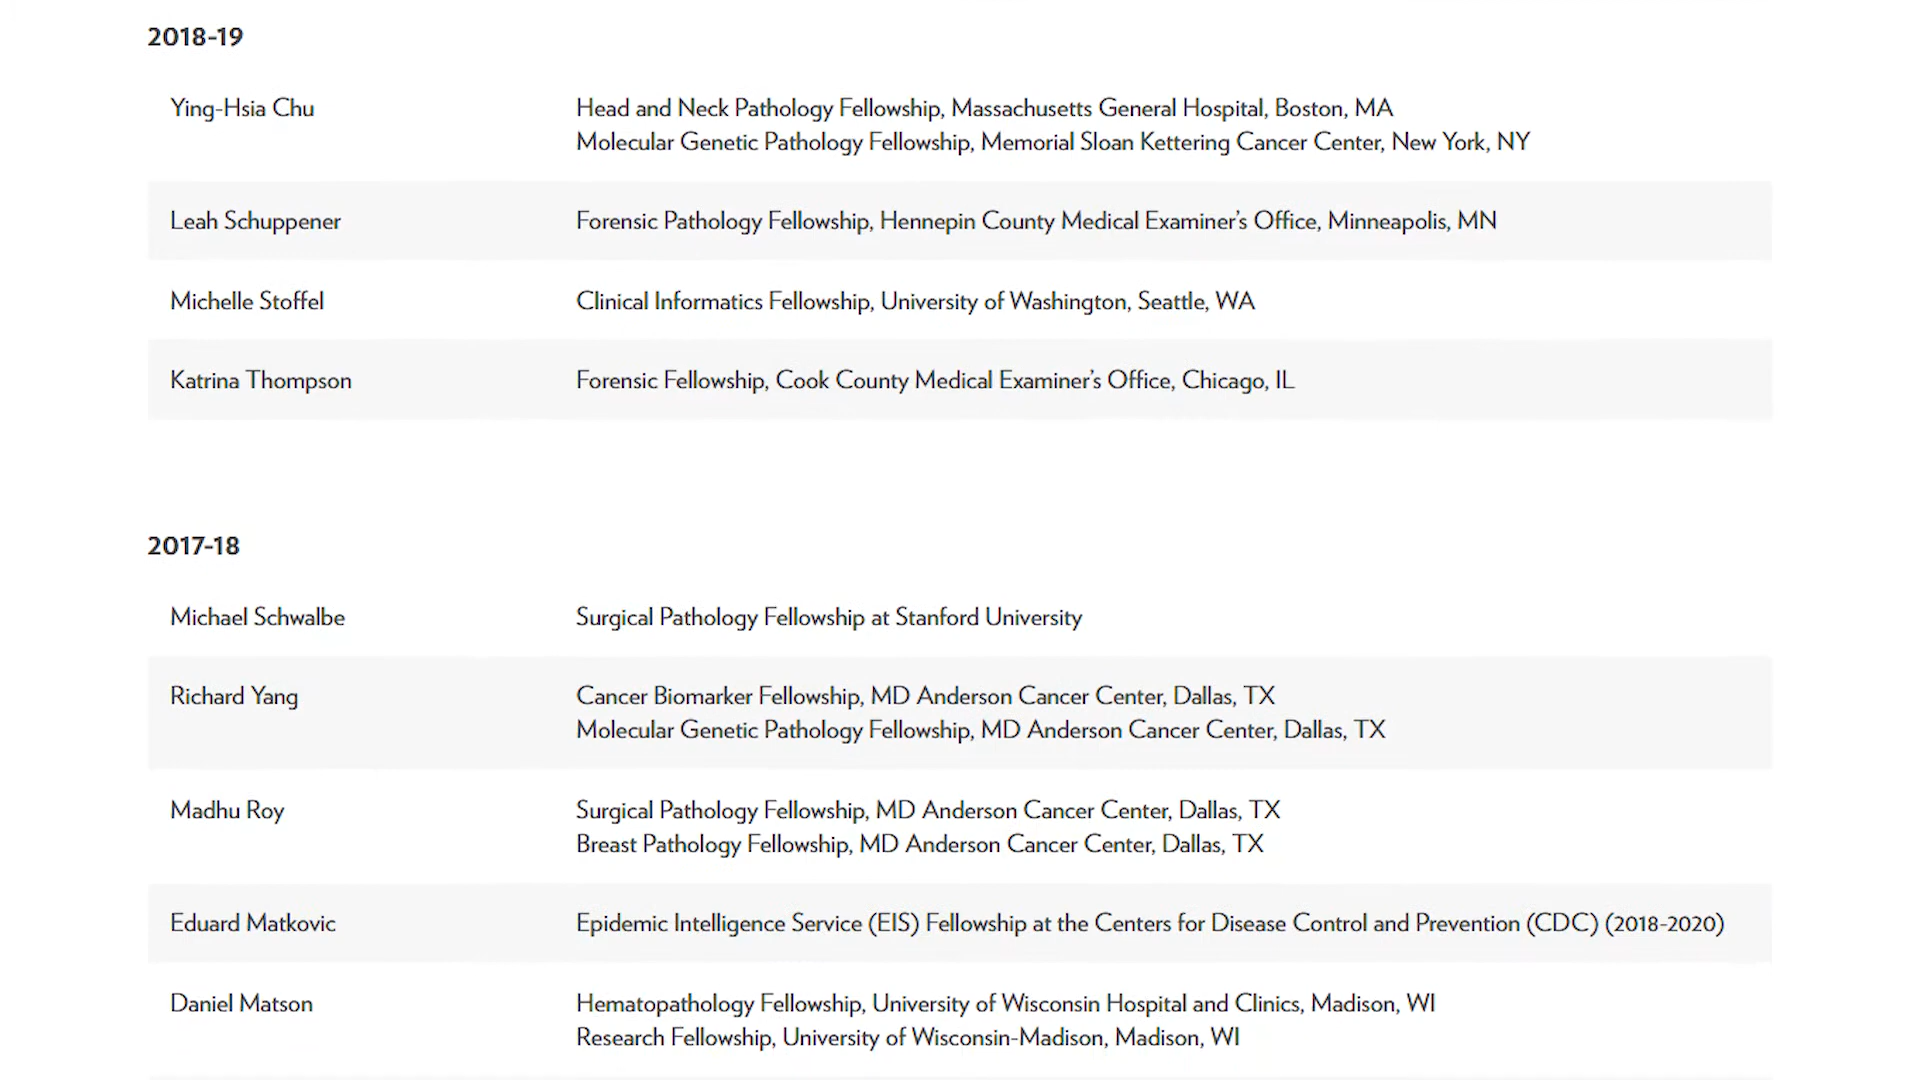 2018-19
Ying-Hsia Chu
Head and Neck Pathology Fellowship, Massachusetts General Hospital, Boston, MA
Molecular Genetic Pathology Fellowship, Memorial Sloan Kettering Cancer Center, New York, NY
Leah Schuppener
Forensic Pathology Fellowship, Hennepin County Medical Examiner’s Office, Minneapolis, MN
Michelle Stoffel
Clinical Informatics Fellowship, University of Washington, Seattle, WA
Katrina Thompson
Forensic Fellowship, Cook County Medical Examiner’s Office, Chicago, IL
2017-18
Michael Schwalbe
Surgical Pathology Fellowship at Stanford University
Richard Yang
Cancer Biomarker Fellowship, MD Anderson Cancer Center, Dallas, TX
Molecular Genetic Pathology Fellowship, MD Anderson Cancer Center, Dallas, TX
Madhu Roy
Surgical Pathology Fellowship, MD Anderson Cancer Center, Dallas, TX
Breast Pathology Fellowship, MD Anderson Cancer Center, Dallas, TX
Eduard Matkovic
Epidemic Intelligence Service (EIS) Fellowship at the Centers for Disease Control and Prevention (CDC) (2018-2020)
Daniel Matson
Hematopathology Fellowship, University of Wisconsin Hospital and Clinics, Madison, WI
Research Fellowship, University of Wisconsin-Madison, Madison, WI